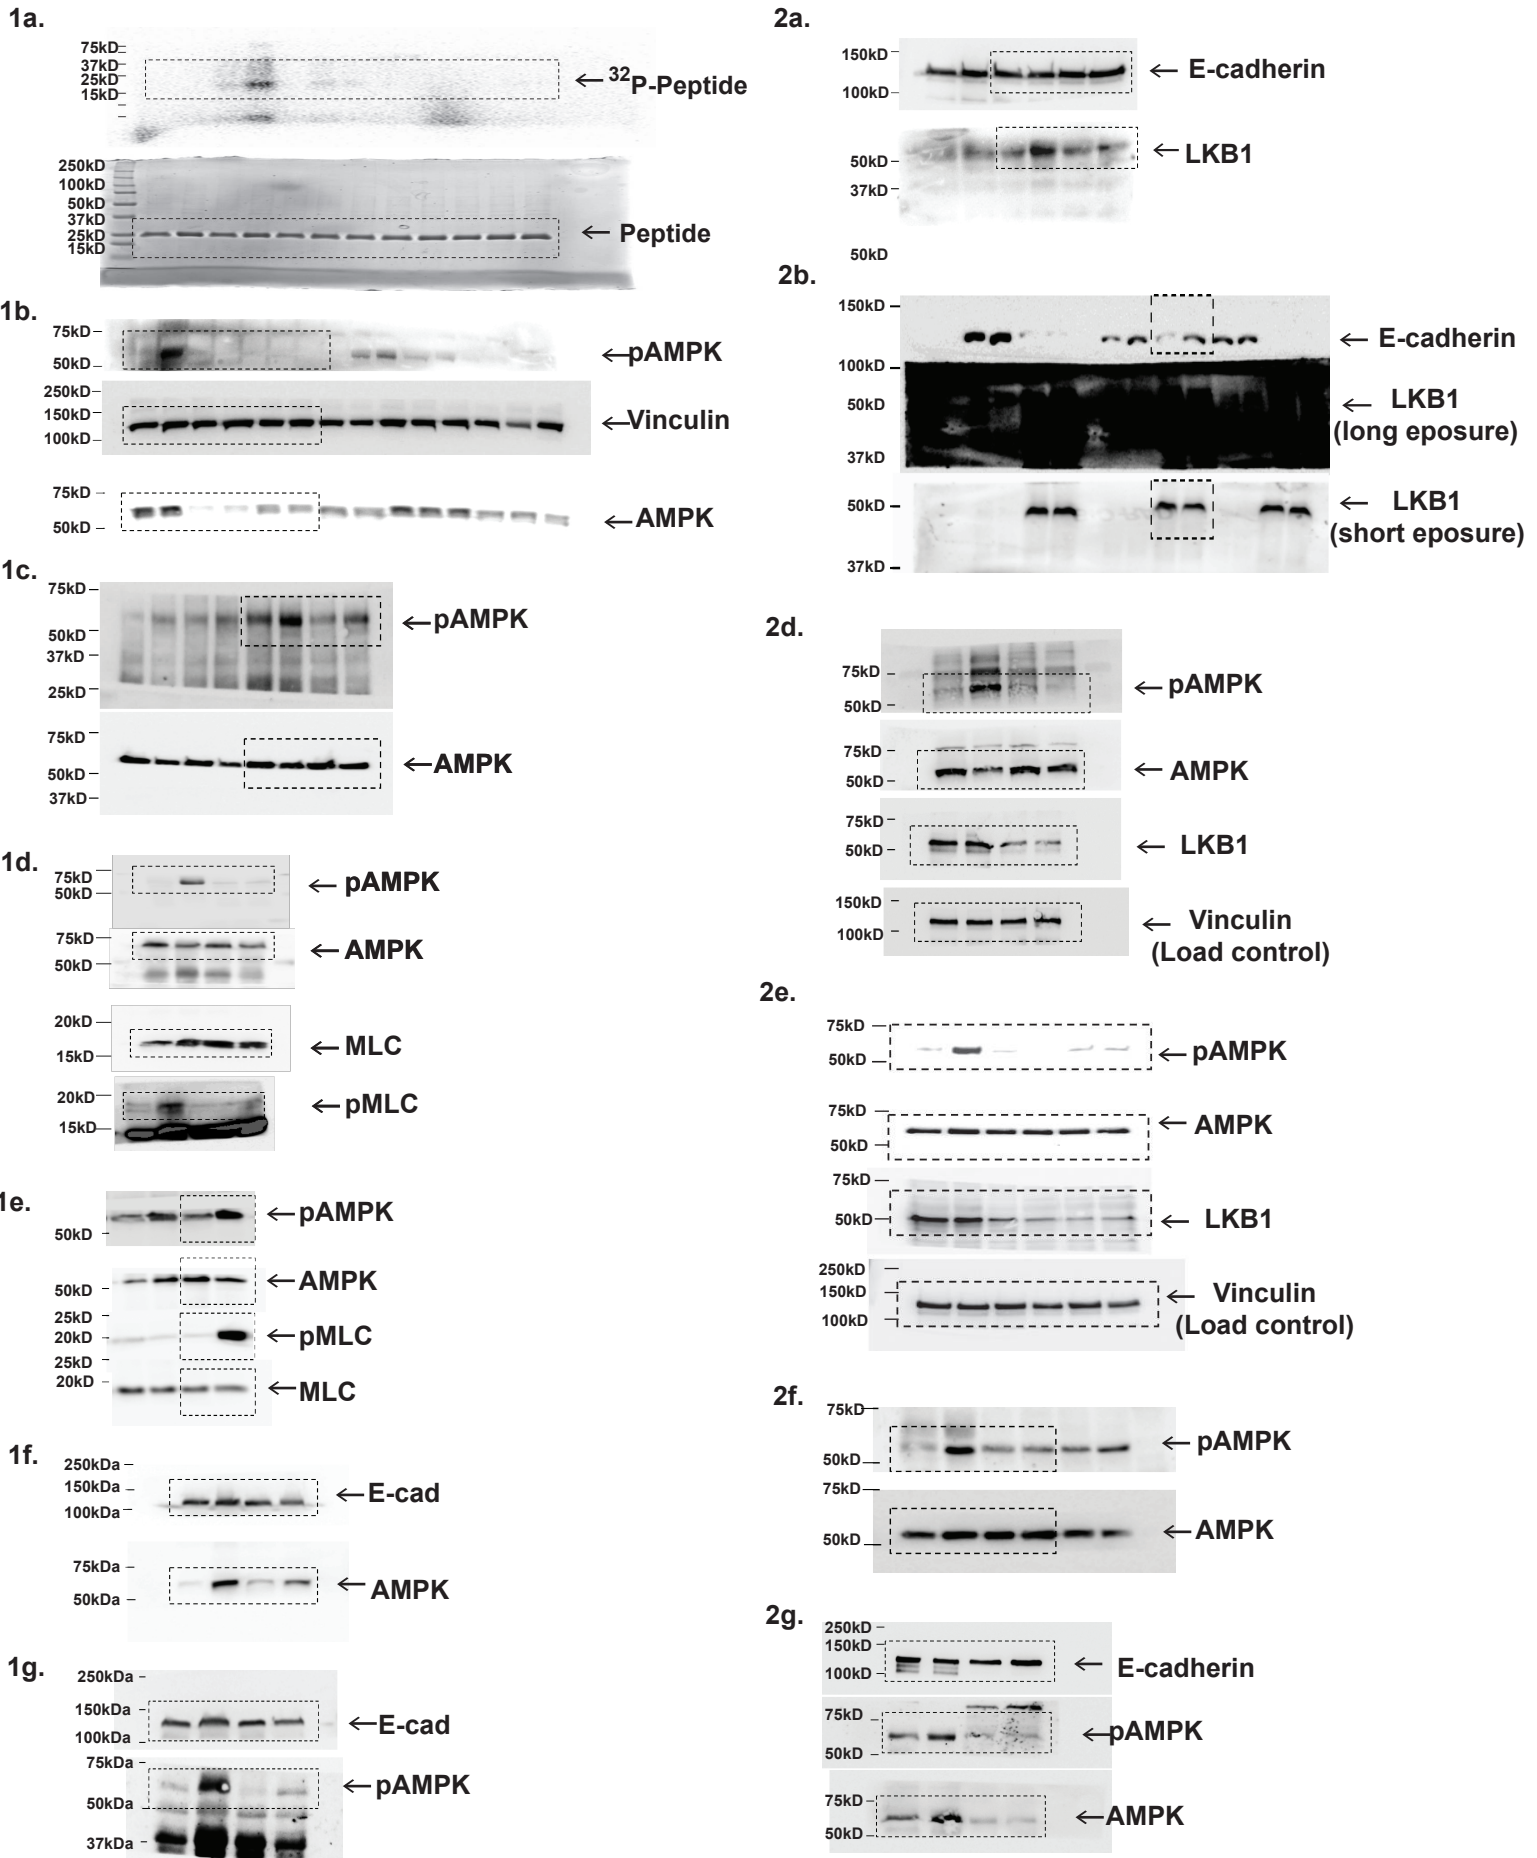 1a.
75kD
37kD
25kD
15kD
32P-Peptide
250kD
100kD
50kD
37kD
25kD
15kD
Peptide
1b.
75kD
50kD
pAMPK
250kD
150kD
100kD
Vinculin
75kD
50kD
AMPK
1c.
75kD
50kD
37kD
25kD
pAMPK
75kD
50kD
37kD
AMPK
1d.
75kD
50kD
pAMPK
75kD
50kD
AMPK
20kD
15kD
MLC
20kD
15kD
pMLC
1e.
50kD
pAMPK
50kD
AMPK
25kD
20kD
pMLC
25kD
20kD
MLC
1f.
250kDa
150kDa
100kDa
E-cad
75kDa
50kDa
AMPK
1g.
250kDa
150kDa
100kDa
E-cad
75kDa
50kDa
37kDa
pAMPK
2a.
150kD
100kD
E-cadherin
50kD
37kD
LKB1
50kD
2b.
150kD
100kD
E-cadherin
50kD
37kD
LKB1
(long eposure)
50kD
37kD
LKB1
(short eposure)
2d.
75kD
50kD
pAMPK
75kD
50kD
AMPK
75kD
50kD
LKB1
150kD
100kD
Vinculin
(Load control)
2e.
75kD
50kD
pAMPK
75kD
50kD
AMPK
75kD
50kD
LKB1
250kD
150kD
100kD
Vinculin
(Load control)
2f.
75kD
50kD
pAMPK
75kD
50kD
AMPK
2g.
250kD
150kD
100kD
E-cadherin
75kD
50kD
pAMPK
75kD
50kD
AMPK